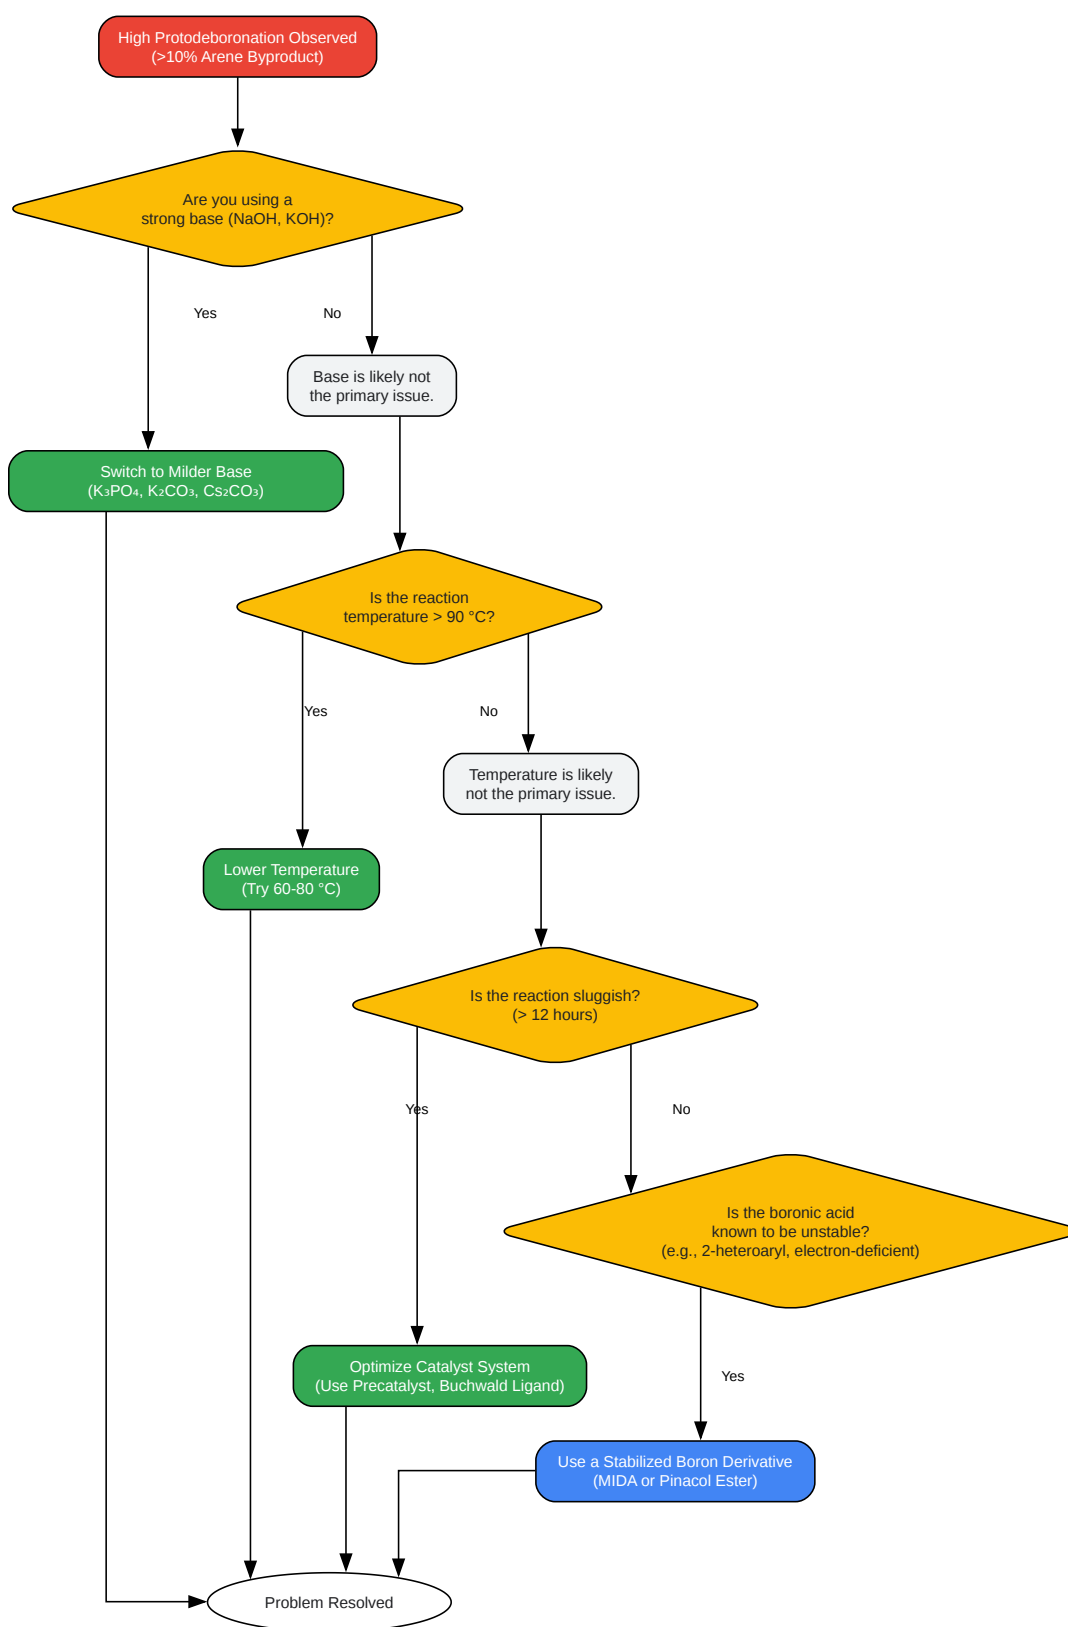 High Protodeboronation Observed
(>10% Arene Byproduct)
Are you using a
strong base (NaOH, KOH)?
Yes
No
Base is likely not
the primary issue.
Switch to Milder Base
(K₃PO₄, K₂CO₃, Cs₂CO₃)
Is the reaction
temperature > 90 °C?
Yes
No
Temperature is likely
not the primary issue.
Lower Temperature
(Try 60-80 °C)
Is the reaction sluggish?
(> 12 hours)
Yes
No
Is the boronic acid
known to be unstable?
(e.g., 2-heteroaryl, electron-deficient)
Optimize Catalyst System
(Use Precatalyst, Buchwald Ligand)
Yes
Use a Stabilized Boron Derivative
(MIDA or Pinacol Ester)
Problem Resolved